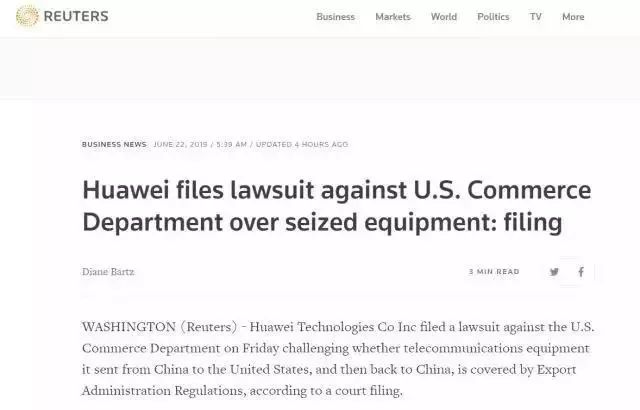 REUTERS Business Markets World Politics TV More
BUSINESS NEWS JUNE 22, 2019 / 5:39 AM / UPDATED 4 HOURS AGO
Huawei files lawsuit against U.S. Commerce
Department over seized equipment: filing
Diane Bartz 3 MIN READ
WASHINGTON (Reuters) - Huawei Technologies Co Inc filed a lawsuit against the U.S.
Commerce Department on Friday challenging whether telecommunications equipment
it sent from China to the United States, and then back to China, is covered by Export
Administration Regulations, according to a court filing.